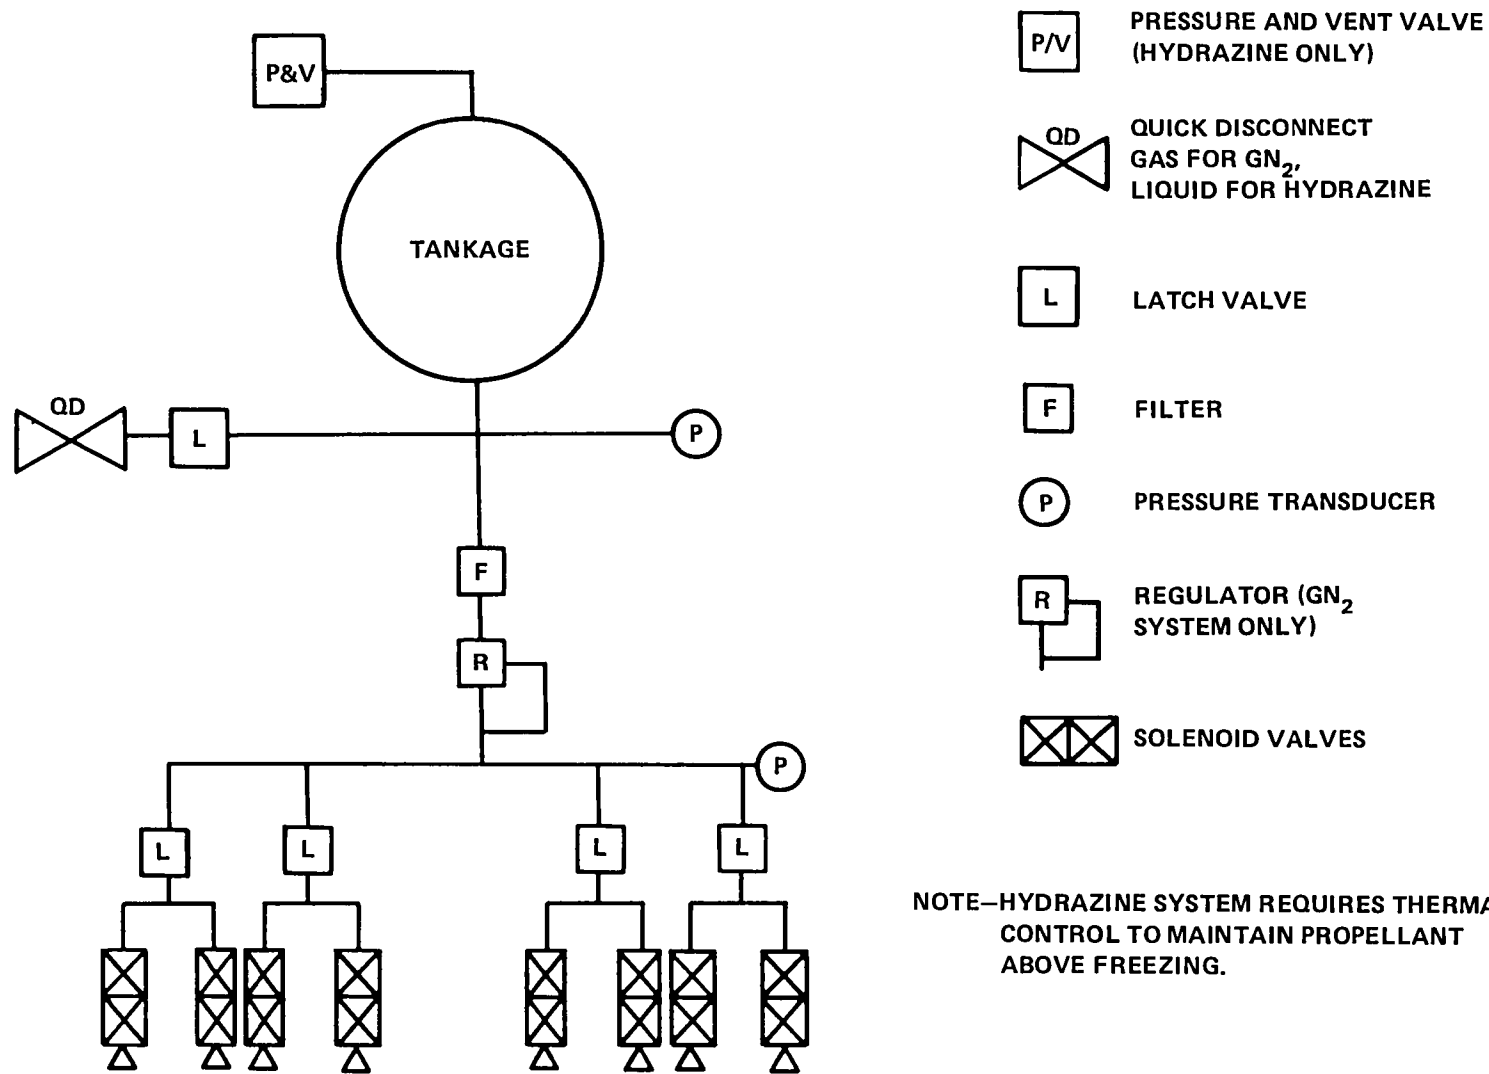 P&V
TANKAGE
QD
L
P
F
R
P
L
L
L
L
P/V
PRESSURE AND VENT VALVE
(HYDRAZINE ONLY)
QD
QUICK DISCONNECT
GAS FOR GN2,
LIQUID FOR HYDRAZINE
L
LATCH VALVE
F
FILTER
P
PRESSURE TRANSDUCER
R
REGULATOR (GN2
SYSTEM ONLY)
SOLENOID VALVES
NOTE—HYDRAZINE SYSTEM REQUIRES THERMA
CONTROL TO MAINTAIN PROPELLANT
ABOVE FREEZING.